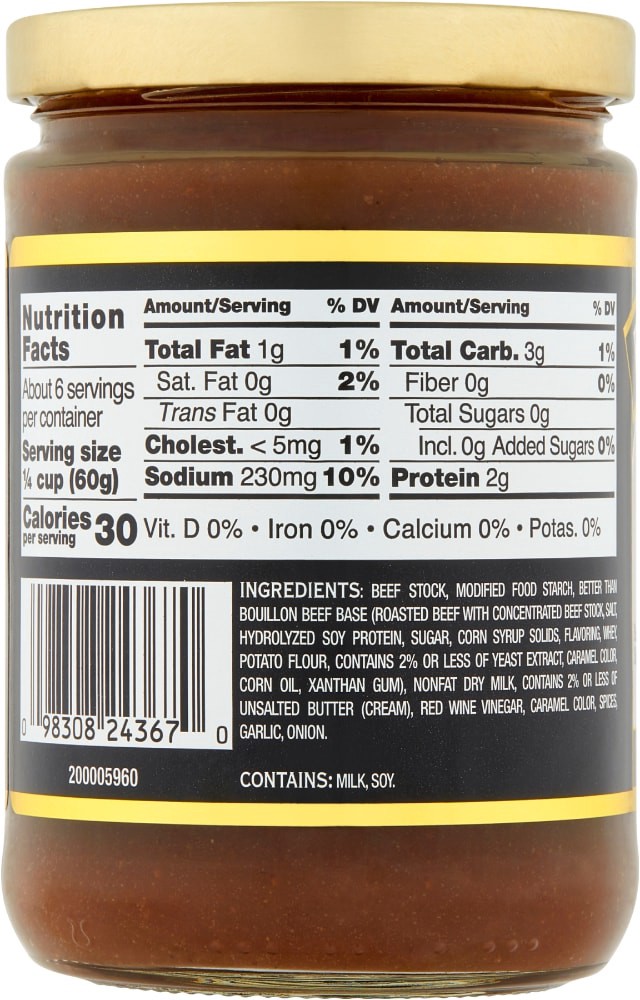 Nutrition
Facts
About 6 servings
per container
Serving size
¼ cup (60g)
Calories 30
per serving
Amount/Serving % DV
Total Fat 1g 1%
Sat. Fat 0g 2%
Trans Fat 0g
Cholest. < 5mg 1%
Sodium 230mg 10%
Amount/Serving % DV
Total Carb. 3g 1%
Fiber 0g 0%
Total Sugars 0g
Incl. 0g Added Sugars 0%
Protein 2g
Vit. D 0% • Iron 0% • Calcium 0% • Potas. 0%
INGREDIENTS: BEEF STOCK, MODIFIED FOOD STARCH, BETTER THAN
BOUILLON BEEF BASE (ROASTED BEEF WITH CONCENTRATED BEEF STOCK, SALT,
HYDROLYZED SOY PROTEIN, SUGAR, CORN SYRUP SOLIDS, FLAVORING, WHEY,
POTATO FLOUR, CONTAINS 2% OR LESS OF YEAST EXTRACT, CARAMEL COLOR,
CORN OIL, XANTHAN GUM), NONFAT DRY MILK, CONTAINS 2% OR LESS OF
UNSALTED BUTTER (CREAM), RED WINE VINEGAR, CARAMEL COLOR, SPICES,
GARLIC, ONION.
CONTAINS: MILK, SOY.
0 98308 24367 0
200005960